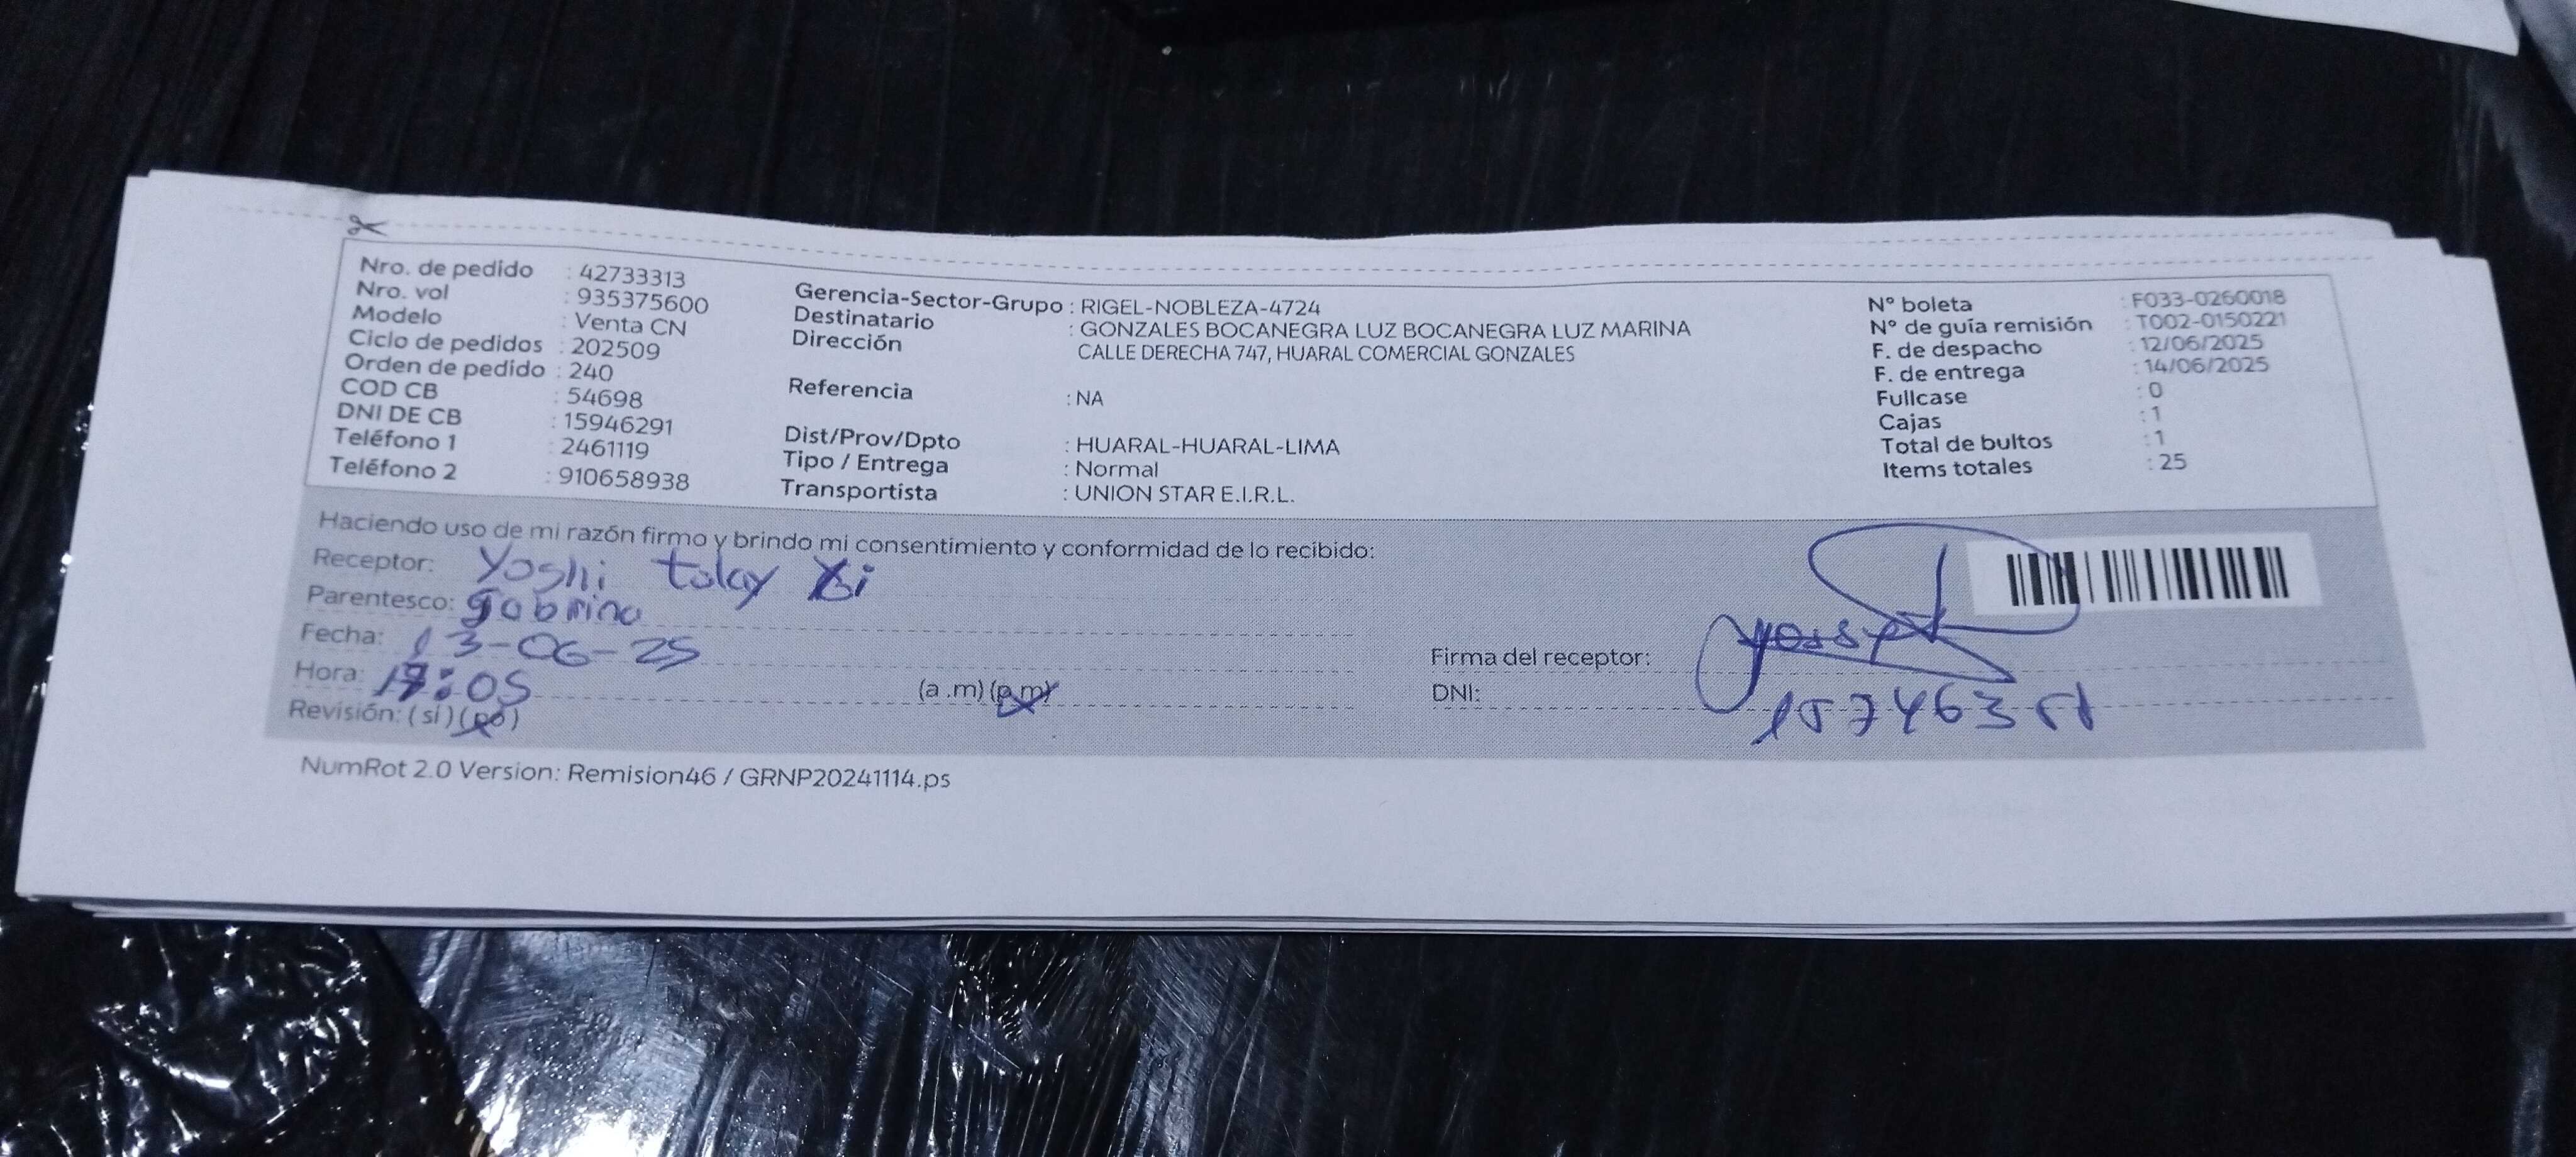 Nro. de pedido : 42733313
Nro. vol : 935375600
Modelo : Venta CN
Ciclo de pedidos : 202509
Orden de pedido : 240
COD CB : 54698
DNI DE CB : 15946291
Teléfono 1 : 2461119
Teléfono 2 : 910658938
Gerencia-Sector-Grupo : RIGEL-NOBLEZA-4724
Destinatario : GONZALES BOCANEGRA LUZ BOCANEGRA LUZ MARINA
Dirección CALLE DERECHA 747, HUARAL COMERCIAL GONZALES
Referencia : NA
Dist/Prov/Dpto : HUARAL-HUARAL-LIMA
Tipo / Entrega : Normal
Transportista : UNION STAR E.I.R.L.
N° boleta : F033-0260018
N° de guía remisión : T002-0150221
F. de despacho : 12/06/2025
F. de entrega : 14/06/2025
Fullcase : 0
Cajas : 1
Total de bultos : 1
Items totales : 25
Haciendo uso de mi razón firmo y brindo mi consentimiento y conformidad de lo recibido:
Receptor: Yoshi
Parentesco:
Fecha: 13-06-25
Hora: :05 (a .m) (p.m)
Revisión: (si) (no)
Firma del receptor:
DNI:
NumRot 2.0 Version: Remision46 / GRNP20241114.ps